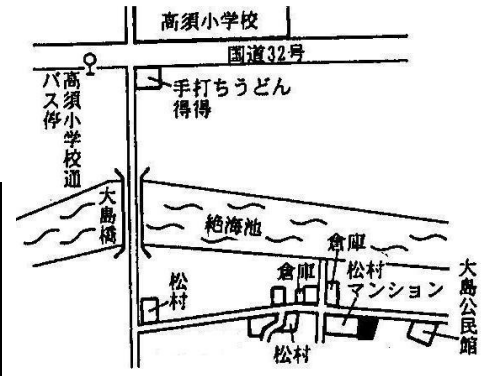 高須小学校
国道32号
高須小学校通
バス停
手打ちうどん
得得
大島橋
絶海池
倉庫
松村
マンション
倉庫
松村
松村
大島公民館